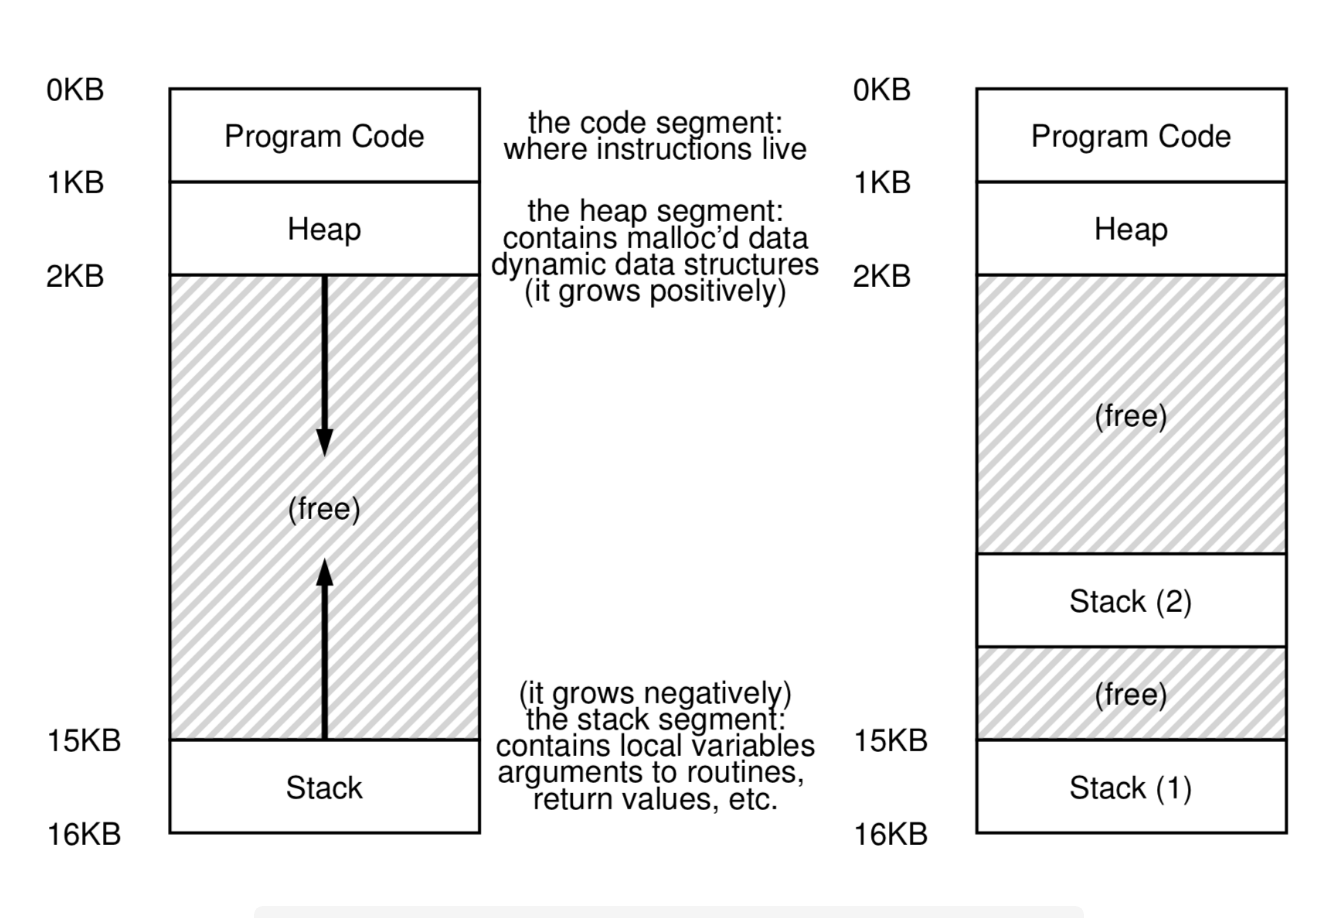 0KB
Program Code
the code segment:
where instructions live
1KB
Heap
the heap segment:
contains malloc’d data
dynamic data structures
(it grows positively)
2KB
(free)
(it grows negatively)
the stack segment:
contains local variables
arguments to routines,
return values, etc.
15KB
Stack
16KB
0KB
Program Code
1KB
Heap
2KB
(free)
Stack (2)
(free)
15KB
Stack (1)
16KB